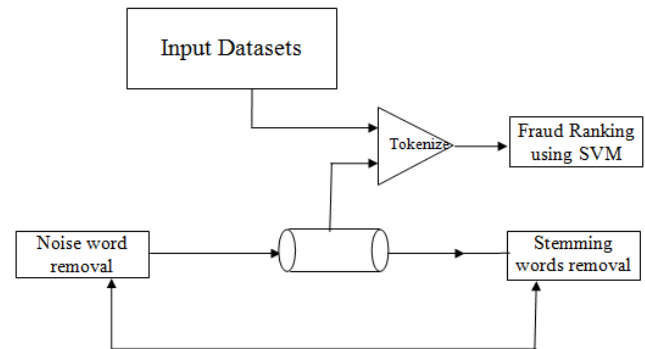 Input Datasets
Tokenize
Fraud Ranking
using SVM
Noise word
removal
Stemming
words removal